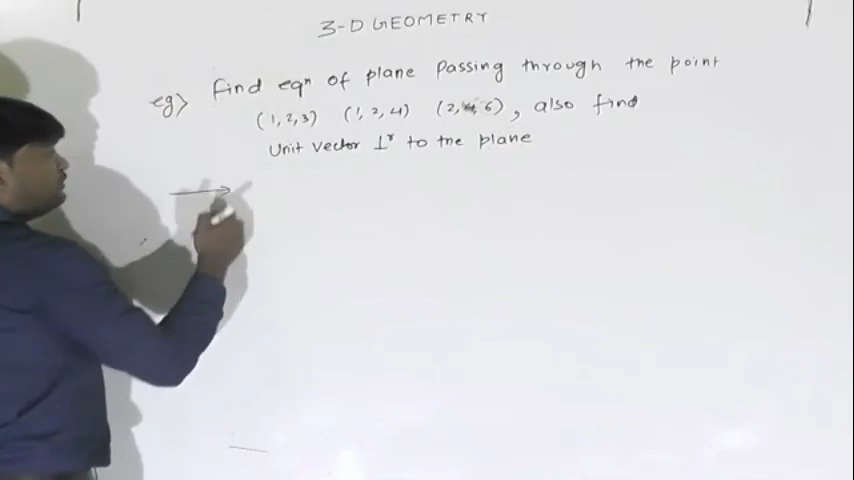 3-D GEOMETRY
eg> Find eqn of plane Passing through the point
(1,2,3) (1,2,4) (2,4,6), also find
Unit Vector ⊥r to the plane